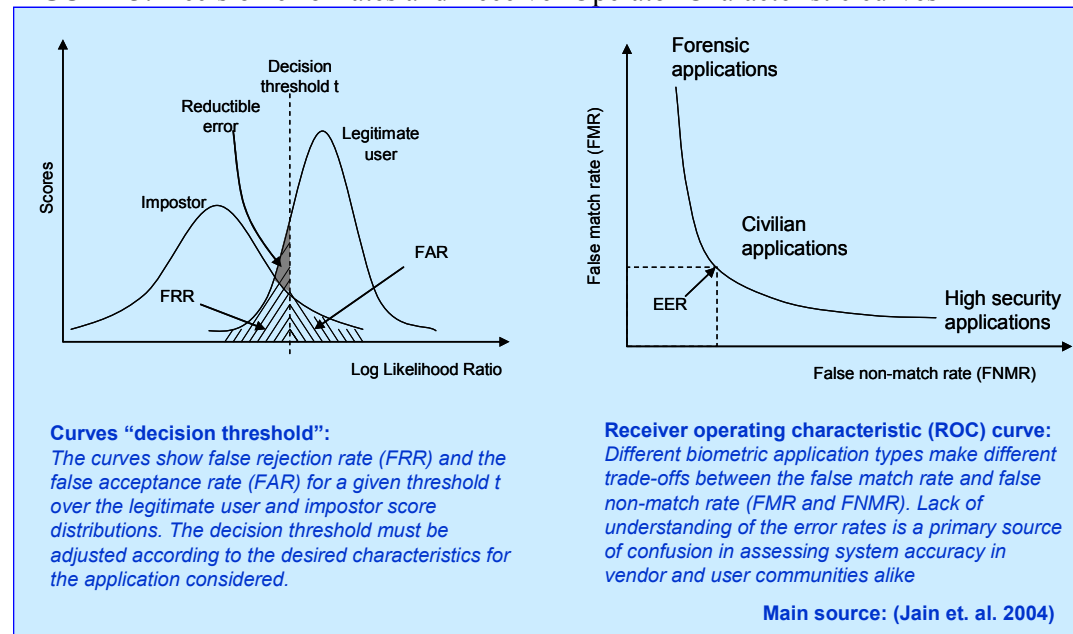 Forensic
applications
Decision
threshold t
Reductible
error
Legitimate
user
Scores
Impostor
FAR
FRR
Log Likelihood Ratio
False match rate (FMR)
Civilian
applications
EER
High security
applications
False non-match rate (FNMR)
Curves “decision threshold”:
The curves show false rejection rate (FRR) and the
false acceptance rate (FAR) for a given threshold t
over the legitimate user and impostor score
distributions. The decision threshold must be
adjusted according to the desired characteristics for
the application considered.
Receiver operating characteristic (ROC) curve:
Different biometric application types make different
trade-offs between the false match rate and false
non-match rate (FMR and FNMR). Lack of
understanding of the error rates is a primary source
of confusion in assessing system accuracy in
vendor and user communities alike
Main source: (Jain et. al. 2004)